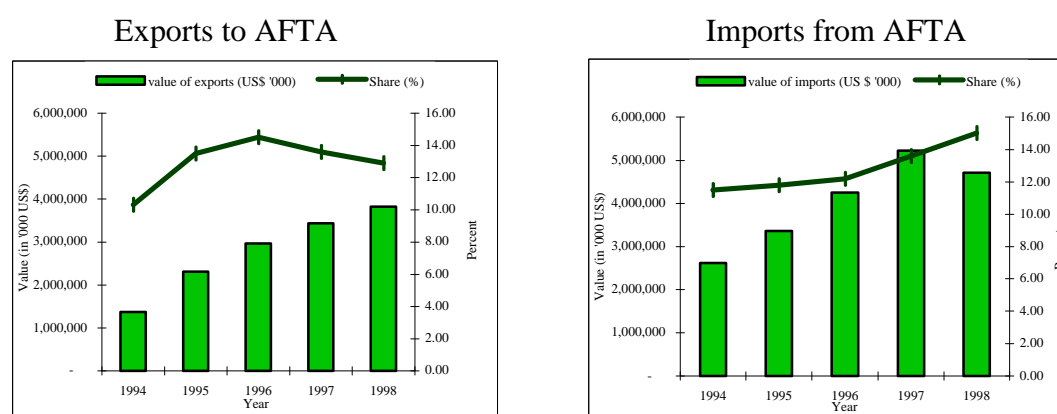 Exports to AFTA
value of exports (US$ '000)
Share (%)
6,000,000
5,000,000
4,000,000
3,000,000
2,000,000
1,000,000
-
Value (in '000 US$)
16.00
14.00
12.00
10.00
8.00
6.00
4.00
2.00
0.00
Percent
1994 1995 1996 1997 1998
Year
Imports from AFTA
value of imports (US $ '000)
Share (%)
6,000,000
5,000,000
4,000,000
3,000,000
2,000,000
1,000,000
-
Value (in '000 US$)
16.00
14.00
12.00
10.00
8.00
6.00
4.00
2.00
0.00
1994 1995 1996 1997 1998
Year